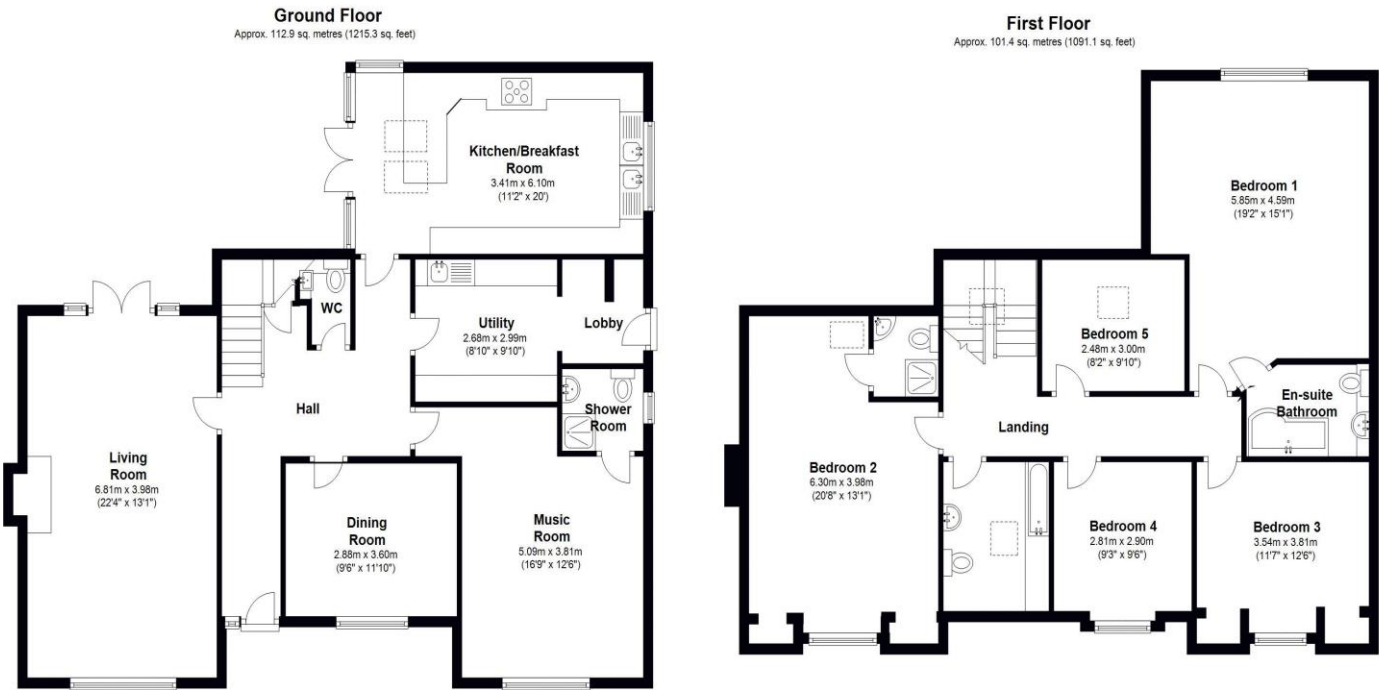 Ground Floor
Approx. 112.9 sq. metres (1215.3 sq. feet)
Kitchen/Breakfast
Room
3.41m x 6.10m
(11'2" x 20')
WC
Utility
2.68m x 2.99m
(8'10" x 9'10")
Lobby
Hall
Shower
Room
Living
Room
6.81m x 3.98m
(22'4" x 13'1")
Dining
Room
2.88m x 3.60m
(9'6" x 11'10")
Music
Room
5.09m x 3.81m
(16'9" x 12'6")
First Floor
Approx. 101.4 sq. metres (1091.1 sq. feet)
Bedroom 1
5.85m x 4.59m
(19'2" x 15'1")
Bedroom 5
2.48m x 3.00m
(8'2" x 9'10")
En-suite
Bathroom
Landing
Bedroom 2
6.30m x 3.98m
(20'8" x 13'1")
Bedroom 4
2.81m x 2.90m
(9'3" x 9'6")
Bedroom 3
3.54m x 3.81m
(11'7" x 12'6")